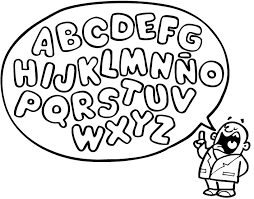 ABCDEFG
HIJKLMNÑO
PQRSTUV
WXYZ